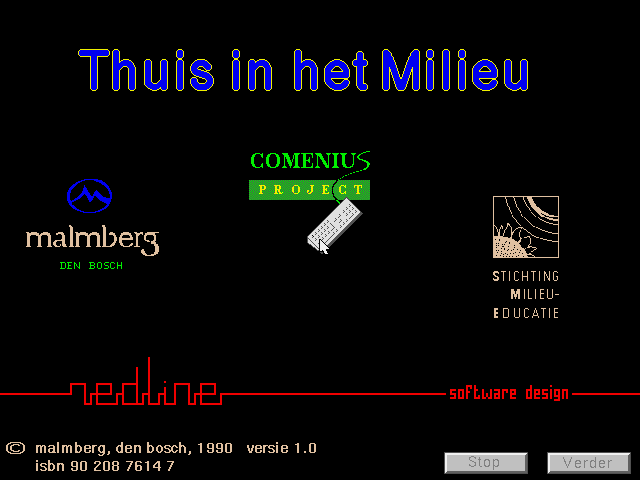 Thuis in het Milieu
COMENIUS
PROJECT
malmberg
DEN BOSCH
STICHTING
MILIEU-
EDUCATIE
redline
software design
© malmberg, den bosch, 1990 versie 1.0
isbn 90 208 7614 7
Stop
Verder